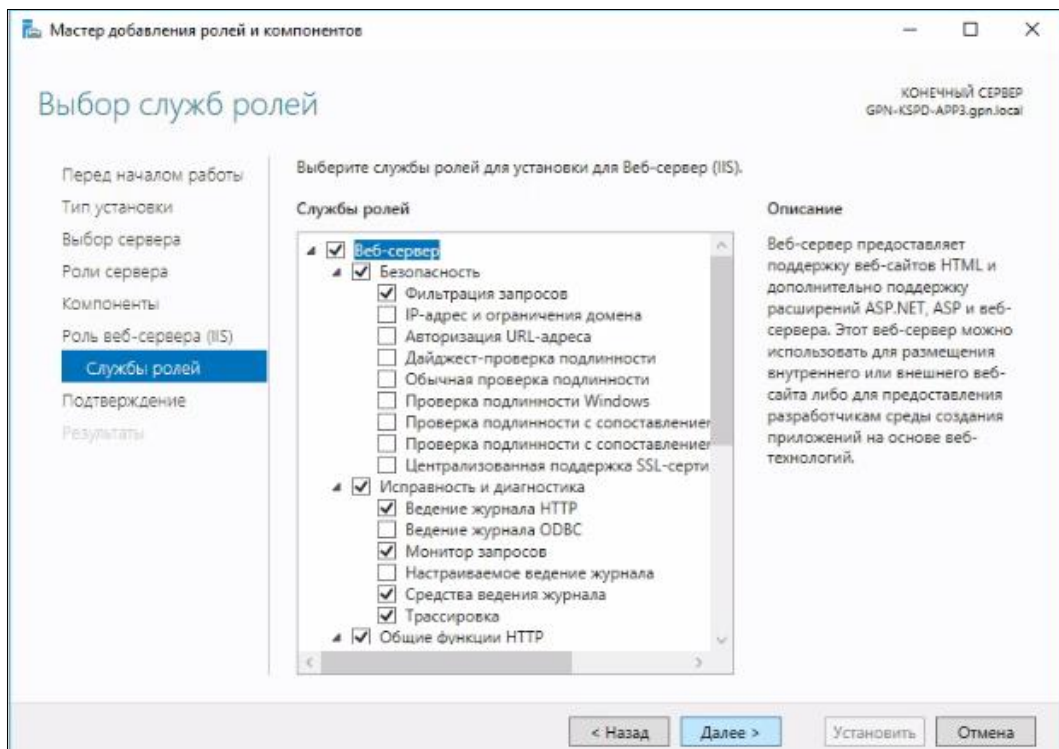 Мастер добавления ролей и компонентов
Выбор служб ролей
КОНЕЧНЫЙ СЕРВЕР
GPN-KSPD-APP3.gpn.local
Перед началом работы
Тип установки
Выбор сервера
Роли сервера
Компоненты
Роль веб-сервера (IIS)
Службы ролей
Подтверждение
Результаты
Выберите службы ролей для установки для Веб-сервер (IIS).
Службы ролей
Веб-сервер
Безопасность
Фильтрация запросов
IP-адрес и ограничения домена
Авторизация URL-адреса
Дайджест-проверка подлинности
Обычная проверка подлинности
Проверка подлинности Windows
Проверка подлинности с сопоставление
Проверка подлинности с сопоставление
Централизованная поддержка SSL-серти
Исправность и диагностика
Ведение журнала HTTP
Ведение журнала ODBC
Монитор запросов
Настраиваемое ведение журнала
Средства ведения журнала
Трассировка
Общие функции HTTP
Описание
Веб-сервер предоставляет
поддержку веб-сайтов HTML и
дополнительно поддержку
расширений ASP.NET, ASP и веб-
сервера. Этот веб-сервер можно
использовать для размещения
внутреннего или внешнего веб-
сайта либо для предоставления
разработчикам среды создания
приложений на основе веб-
технологий.
< Назад
Далее >
Установить
Отмена